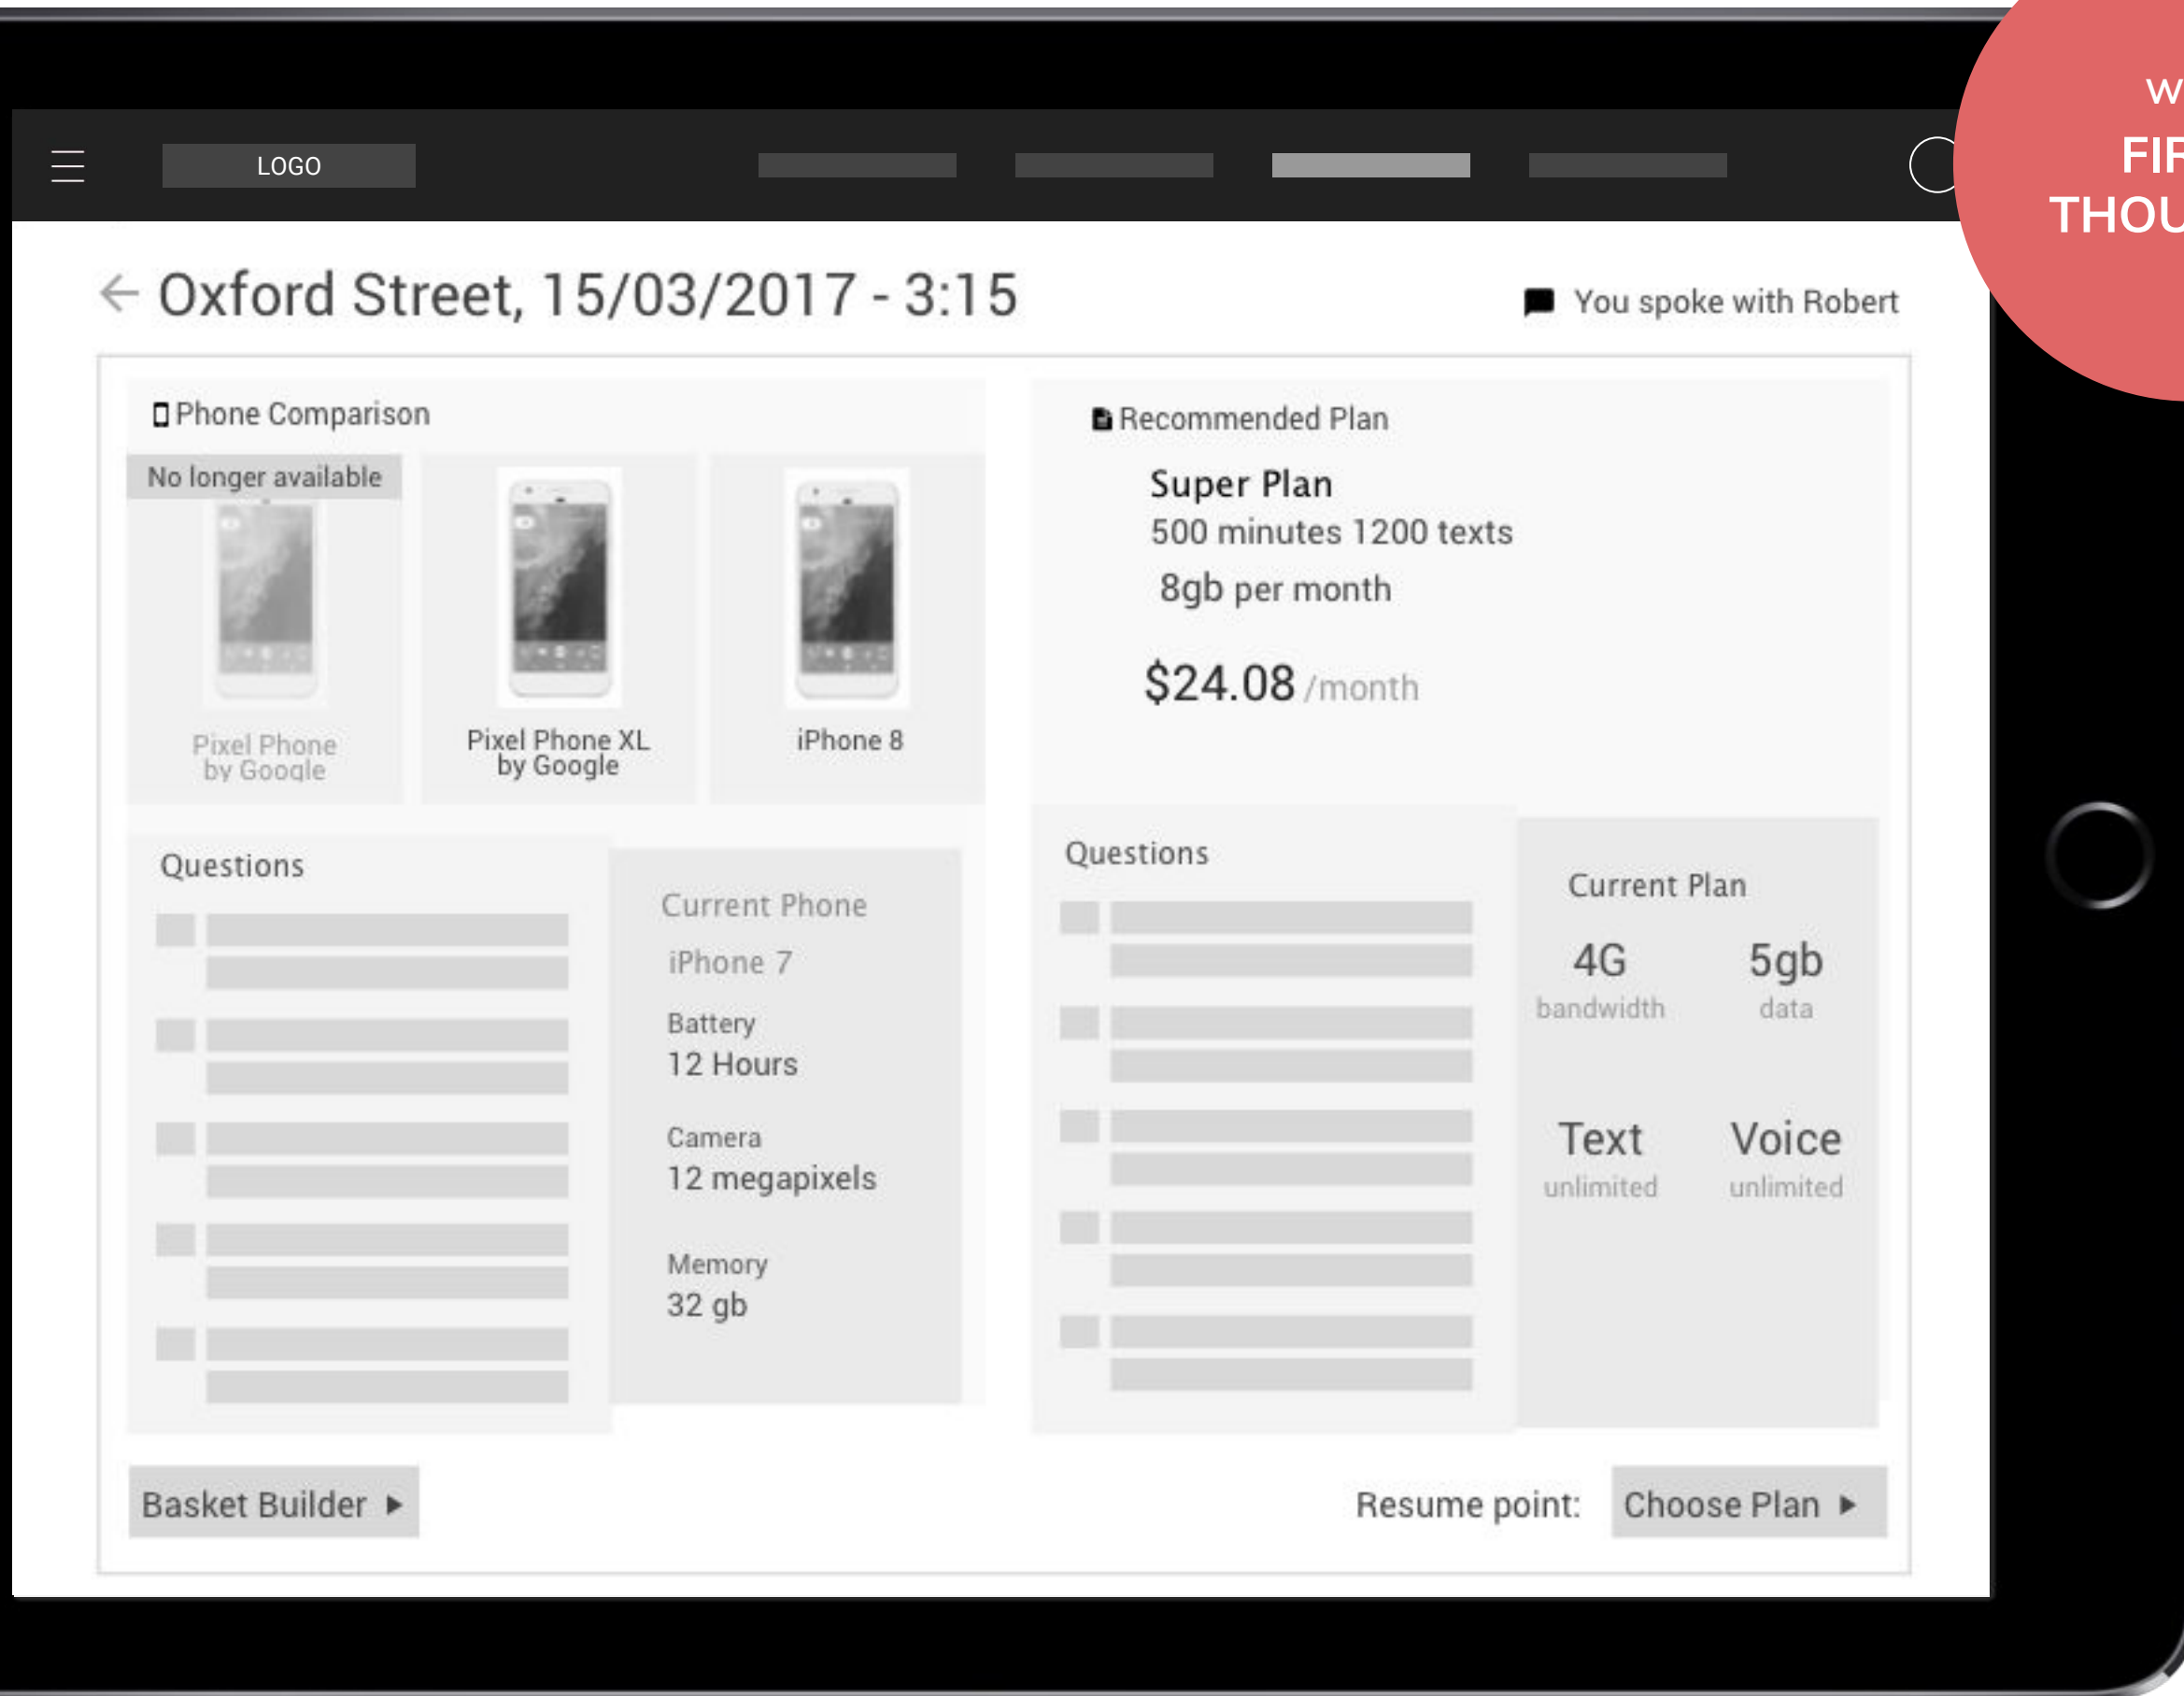 LOGO
FIR
THOU
Oxford Street, 15/03/2017 - 3:15
You spoke with Robert
Phone Comparison
No longer available
Pixel Phone
by Google
Pixel Phone XL
by Google
iPhone 8
Recommended Plan
Super Plan
500 minutes 1200 texts
8gb per month
$24.08 /month
Questions
Current Phone
iPhone 7
Battery
12 Hours
Camera
12 megapixels
Memory
32 gb
Questions
Current Plan
4G
bandwidth
5gb
data
Text
unlimited
Voice
unlimited
Basket Builder
Resume point:
Choose Plan